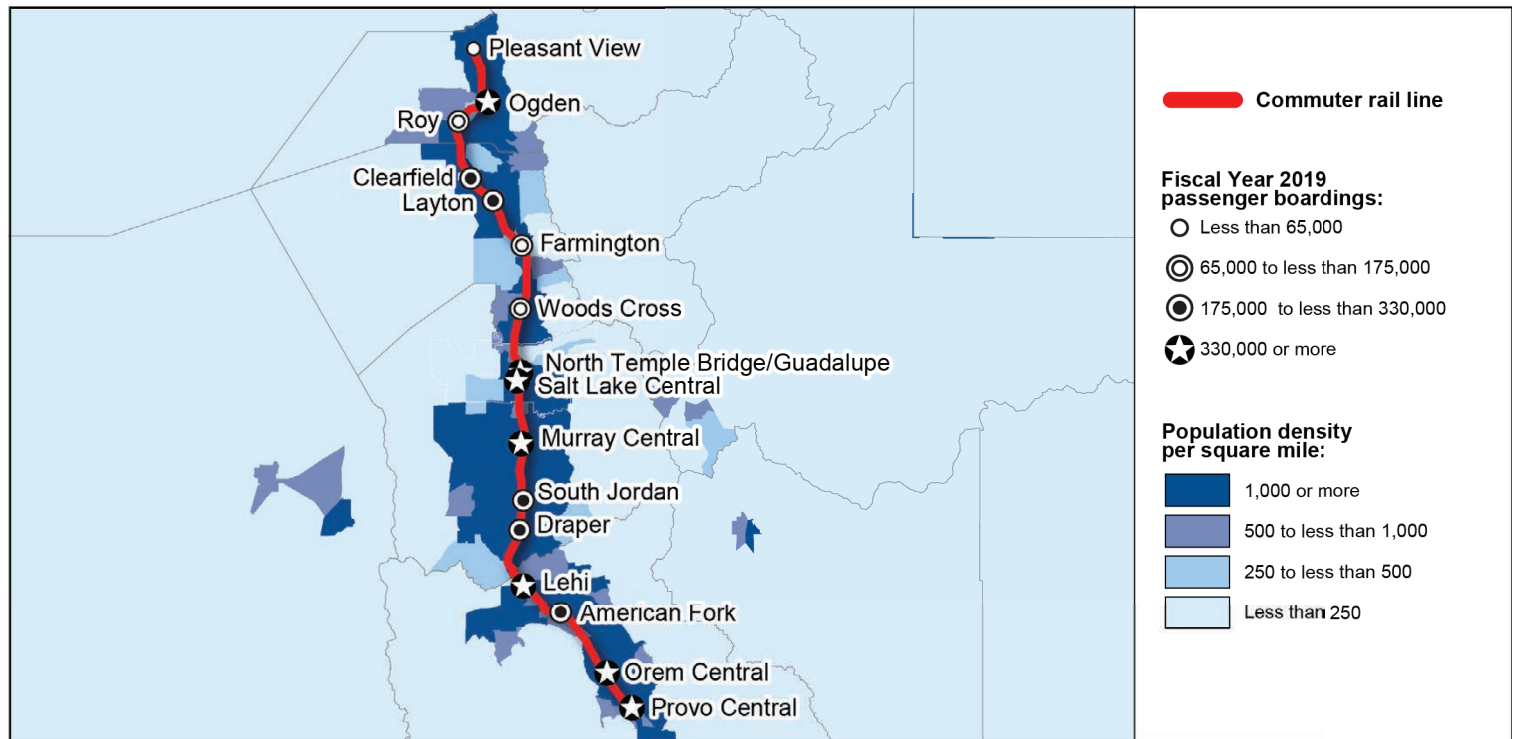 Pleasant View
Ogden
Roy
Clearfield
Layton
Farmington
Woods Cross
North Temple Bridge/Guadalupe
Salt Lake Central
Murray Central
South Jordan
Draper
Lehi
American Fork
Orem Central
Provo Central
Commuter rail line
Fiscal Year 2019
passenger boardings:
Less than 65,000
65,000 to less than 175,000
175,000 to less than 330,000
330,000 or more
Population density
per square mile:
1,000 or more
500 to less than 1,000
250 to less than 500
Less than 250